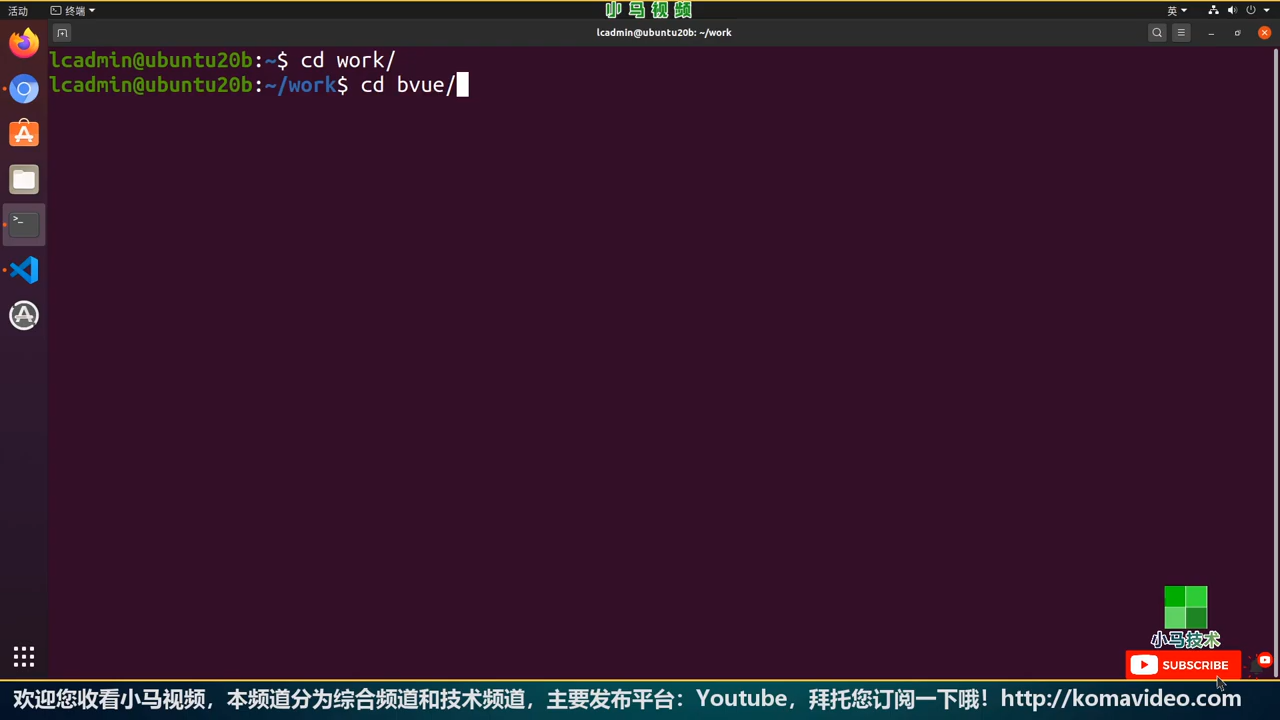 小马视频
活动
终端
英
lcadmin@ubuntu20b: ~/work
lcadmin@ubuntu20b:~$ cd work/
lcadmin@ubuntu20b:~/work$ cd bvue/
小马技术
SUBSCRIBE
欢迎您收看小马视频，本频道分为综合频道和技术频道，主要发布平台：Youtube，拜托您订阅一下哦！http://komavideo.com